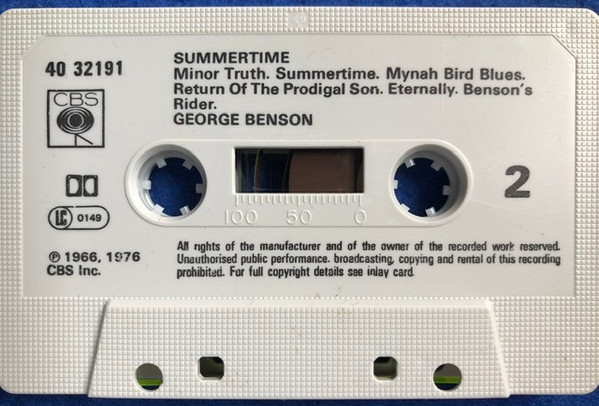 40 32191
SUMMERTIME
Minor Truth. Summertime. Mynah Bird Blues.
Return Of The Prodigal Son. Eternally. Benson's
Rider.
GEORGE BENSON
CBS
LC 0149
2
100 50 0
℗ 1966, 1976
CBS Inc.
All rights of the manufacturer and of the owner of the recorded work reserved.
Unauthorised public performance, broadcasting, copying and rental of this recording
prohibited. For full copyright details see inlay card.